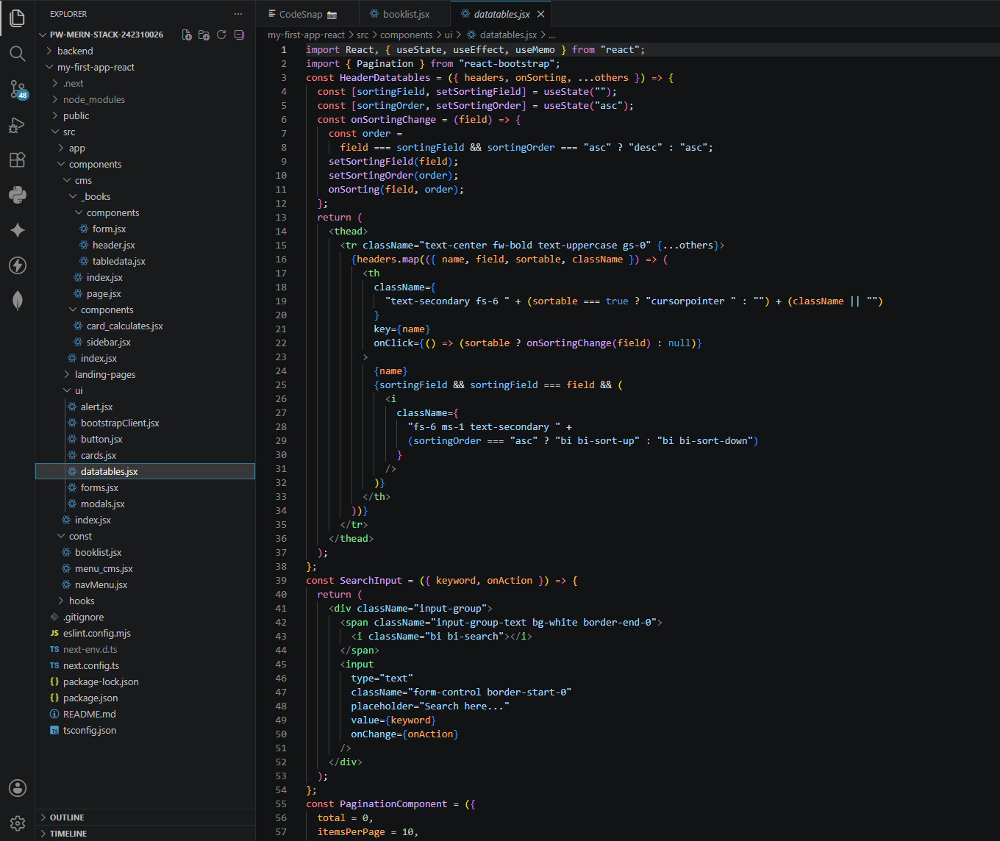 EXPLORER
PW-MERN-STACK-242310026
backend
my-first-app-react
.next
node_modules
public
src
app
components
cms
_books
components
form.jsx
header.jsx
tabledata.jsx
index.jsx
page.jsx
components
card_calculates.jsx
sidebar.jsx
index.jsx
landing-pages
ui
alert.jsx
bootstrapClient.jsx
button.jsx
cards.jsx
datatables.jsx
forms.jsx
modals.jsx
index.jsx
const
booklist.jsx
menu_cms.jsx
navMenu.jsx
hooks
.gitignore
JS eslint.config.mjs
TS next-env.d.ts
TS next.config.ts
{} package-lock.json
{} package.json
README.md
TS tsconfig.json
OUTLINE
TIMELINE
48
CodeSnap 📸 booklist.jsx datatables.jsx
my-first-app-react > src > components > ui > datatables.jsx > ...
1 import React, { useState, useEffect, useMemo } from "react";
2 import { Pagination } from "react-bootstrap";
3 const HeaderDatatables = ({ headers, onSorting, ...others }) => {
4 const [sortingField, setSortingField] = useState("");
5 const [sortingOrder, setSortingOrder] = useState("asc");
6 const onSortingChange = (field) => {
7 const order =
8 field === sortingField && sortingOrder === "asc" ? "desc" : "asc";
9 setSortingField(field);
10 setSortingOrder(order);
11 onSorting(field, order);
12 };
13 return (
14 <thead>
15 <tr className="text-center fw-bold text-uppercase gs-0" {...others}>
16 {headers.map(({ name, field, sortable, className }) => (
17 <th
18 className={
19 "text-secondary fs-6 " + (sortable === true ? "cursorpointer " : "") + (className || "")
20 }
21 key={name}
22 onClick={() => (sortable ? onSortingChange(field) : null)}
23 >
24 {name}
25 {sortingField && sortingField === field && (
26 <i
27 className={
28 "fs-6 ms-1 text-secondary " +
29 (sortingOrder === "asc" ? "bi bi-sort-up" : "bi bi-sort-down")
30 }
31 />
32 )}
33 </th>
34 ))}
35 </tr>
36 </thead>
37 );
38 };
39 const SearchInput = ({ keyword, onAction }) => {
40 return (
41 <div className="input-group">
42 <span className="input-group-text bg-white border-end-0">
43 <i className="bi bi-search"></i>
44 </span>
45 <input
46 type="text"
47 className="form-control border-start-0"
48 placeholder="Search here..."
49 value={keyword}
50 onChange={onAction}
51 />
52 </div>
53 );
54 };
55 const PaginationComponent = ({
56 total = 0,
57 itemsPerPage = 10,